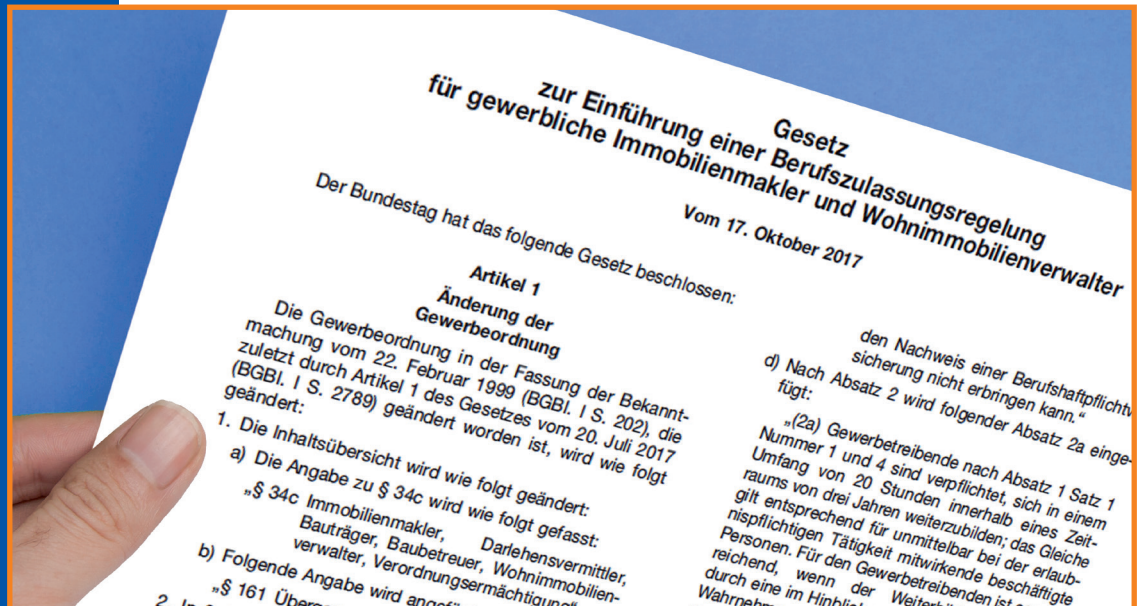 Gesetz
zur Einführung einer Berufszulassungsregelung
für gewerbliche Immobilienmakler und Wohnimmobilienverwalter
Vom 17. Oktober 2017
Der Bundestag hat das folgende Gesetz beschlossen:
Artikel 1
Änderung der
Gewerbeordnung
Die Gewerbeordnung in der Fassung der Bekannt-
machung vom 22. Februar 1999 (BGBl. I S. 202), die
zuletzt durch Artikel 1 des Gesetzes vom 20. Juli 2017
(BGBl. I S. 2789) geändert worden ist, wird wie folgt
geändert:
1. Die Inhaltsübersicht wird wie folgt geändert:
a) Die Angabe zu § 34c wird wie folgt gefasst:
„§ 34c Immobilienmakler, Darlehensvermittler,
Bauträger, Baubetreuer, Wohnimmobilien-
verwalter, Verordnungsermächtigung“
b) Folgende Angabe wird
„§ 161
2.
den Nachweis einer
sicherung nicht erbringen kann.“
d) Nach Absatz 2 wird folgender Absatz 2a einge-
fügt:
„(2a) Gewerbetreibende nach Absatz 1 Satz 1
Nummer 1 und 4 sind verpflichtet, sich in einem
Umfang von 20 Stunden innerhalb eines Zeit-
raums von drei Jahren weiterzubilden; das Gleiche
gilt entsprechend für unmittelbar bei der erlaub-
nispflichtigen Tätigkeit mitwirkende beschäftigte
Personen. Für den Gewerbetreibenden ist
reichend, wenn der
durch eine im